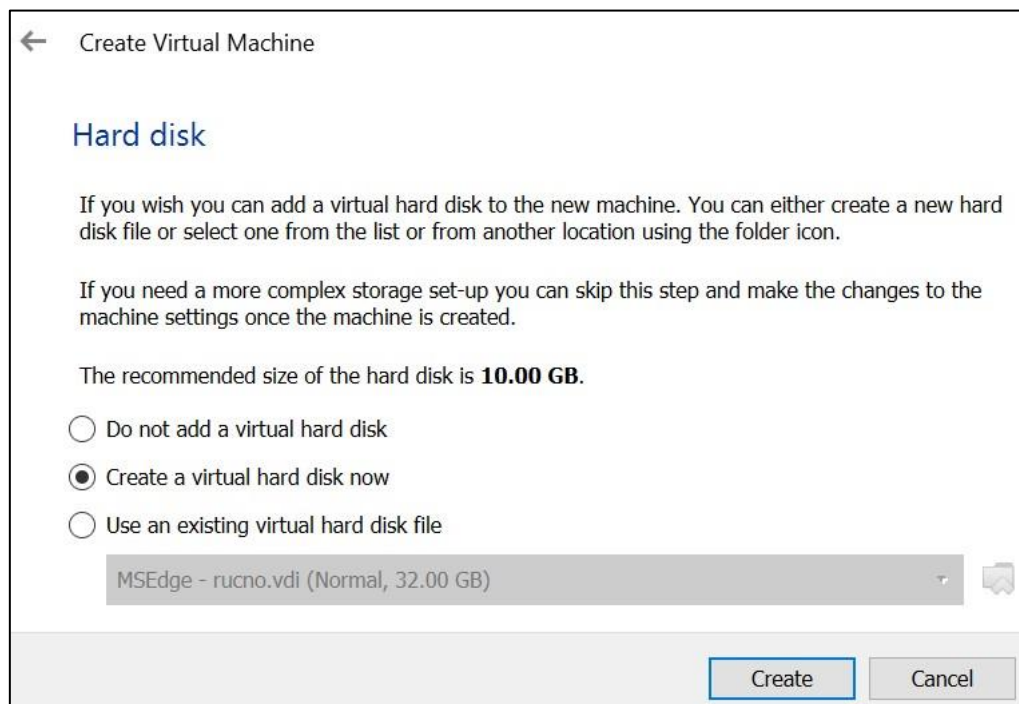 Create Virtual Machine
Hard disk
If you wish you can add a virtual hard disk to the new machine. You can either create a new hard
disk file or select one from the list or from another location using the folder icon.
If you need a more complex storage set-up you can skip this step and make the changes to the
machine settings once the machine is created.
The recommended size of the hard disk is 10.00 GB.
Do not add a virtual hard disk
Create a virtual hard disk now
Use an existing virtual hard disk file
MSEdge - rucno.vdi (Normal, 32.00 GB)
Create Cancel